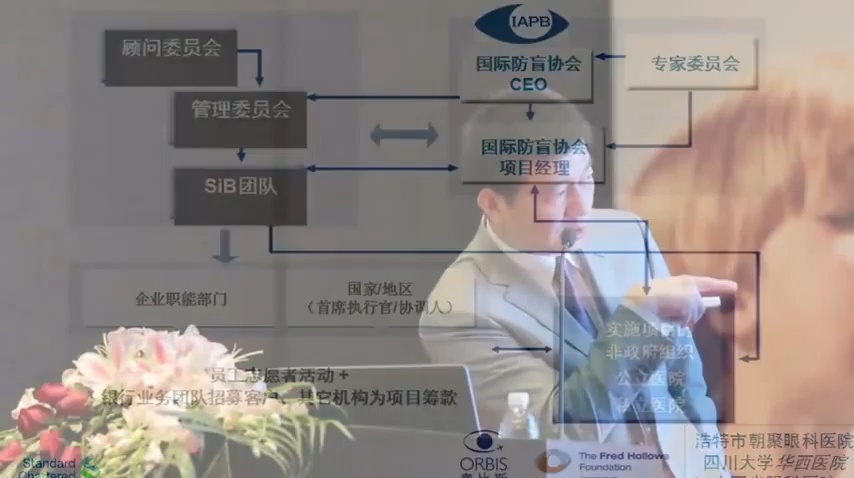 顾问委员会
IAPB
国际防盲协会
CEO
专家委员会
管理委员会
国际防盲协会
项目经理
SiB团队
企业职能部门
国家/地区
(首席执行官/协调人)
非政府组织
公立医院
员工志愿者活动 +
银行业务团队招募客户、其它机构为项目筹款
Standard
Chartered
ORBIS
奥比斯
The Fred Hollows
Foundation
浩特市朝聚眼科医院
四川大学华西医院